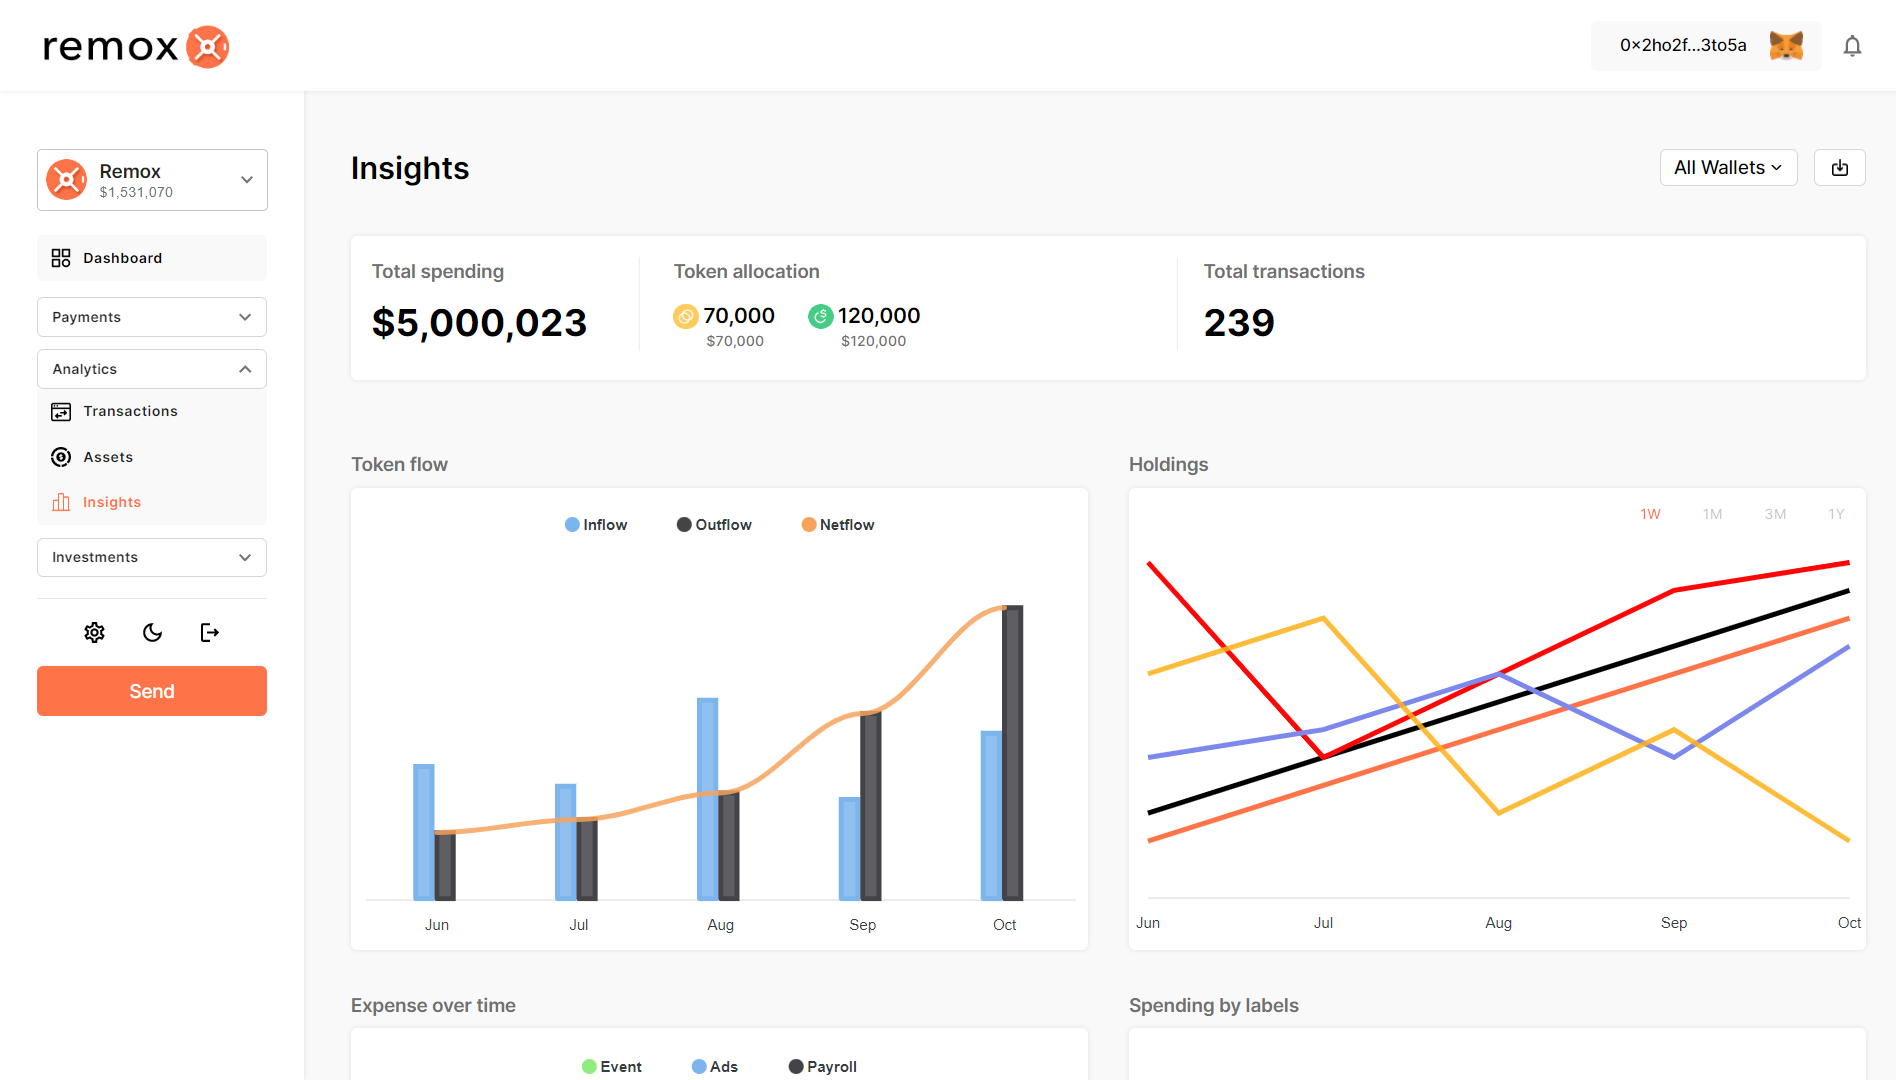 remox
0×2ho2f...3to5a
Remox
$1,531,070
Dashboard
Payments
Analytics
Transactions
Assets
Insights
Investments
Send
Insights
All Wallets
Total spending
$5,000,023
Token allocation
70,000
$70,000
120,000
$120,000
Total transactions
239
Token flow
Inflow Outflow Netflow
Jun Jul Aug Sep Oct
Holdings
1W 1M 3M 1Y
Jun Jul Aug Sep Oct
Expense over time
Event Ads Payroll
Spending by labels